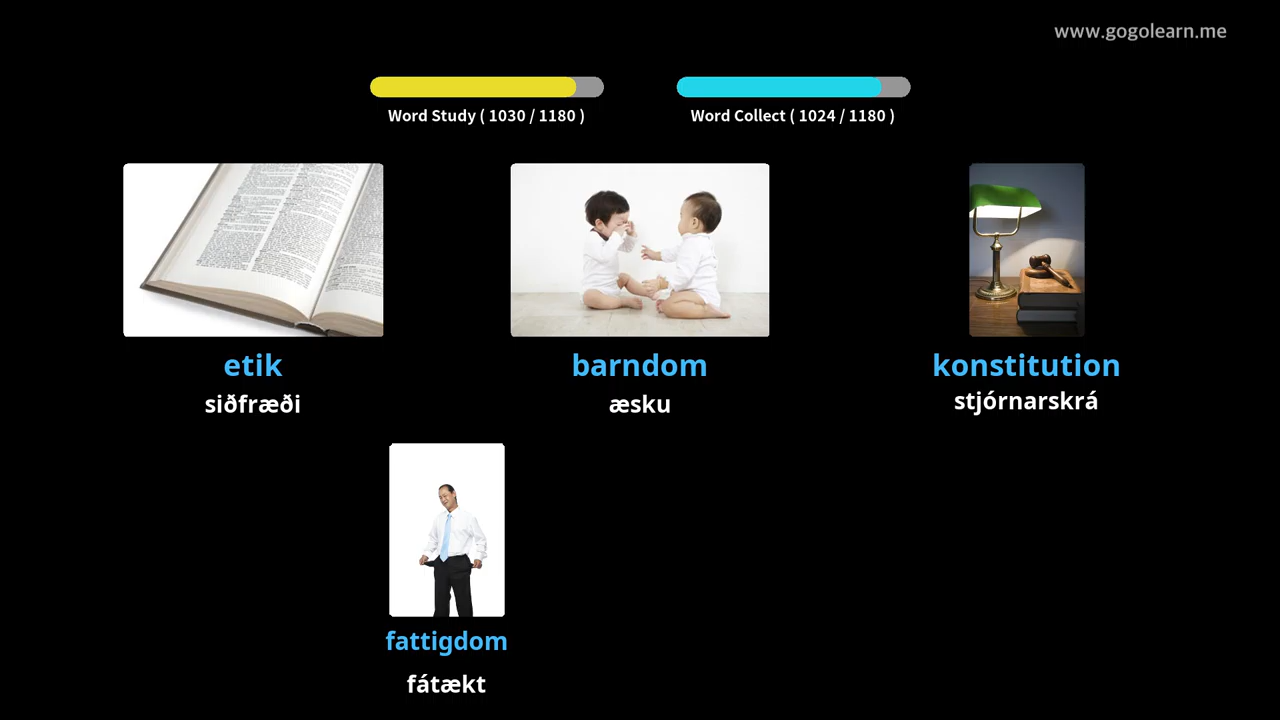 www.gogolearn.me
Word Study ( 1030 / 1180 )
Word Collect ( 1024 / 1180 )
etik
barndom
konstitution
siðfræði
æsku
stjórnarskrá
fattigdom
fátækt